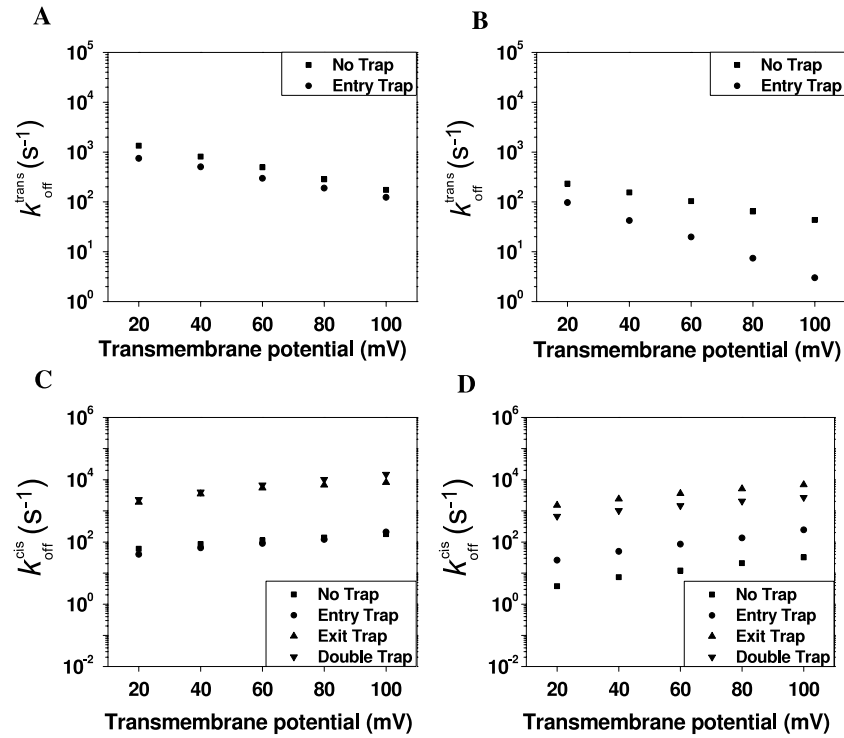 A
10^5
10^4
10^3
10^2
10^1
10^0
k_off^trans (s^-1)
No Trap
Entry Trap
20 40 60 80 100
Transmembrane potential (mV)
B
10^5
10^4
10^3
10^2
10^1
10^0
k_off^trans (s^-1)
No Trap
Entry Trap
20 40 60 80 100
Transmembrane potential (mV)
C
10^6
10^4
10^2
10^0
10^-2
k_off^cis (s^-1)
No Trap
Entry Trap
Exit Trap
Double Trap
20 40 60 80 100
Transmembrane potential (mV)
D
10^6
10^4
10^2
10^0
10^-2
k_off^cis (s^-1)
No Trap
Entry Trap
Exit Trap
Double Trap
20 40 60 80 100
Transmembrane potential (mV)